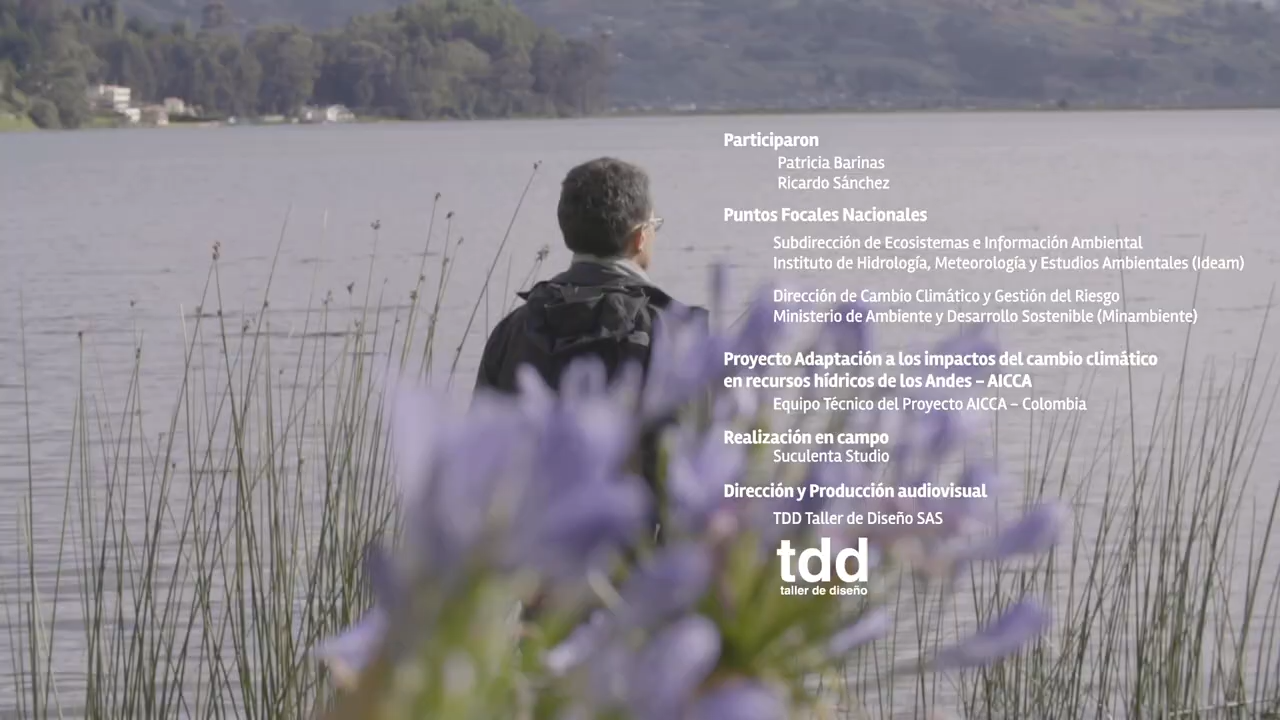 Participaron
Patricia Barinas
Ricardo Sánchez
Puntos Focales Nacionales
Subdirección de Ecosistemas e Información Ambiental
Instituto de Hidrología, Meteorología y Estudios Ambientales (Ideam)
Dirección de Cambio Climático y Gestión del Riesgo
Ministerio de Ambiente y Desarrollo Sostenible (Minambiente)
Proyecto Adaptación a los impactos del cambio climático
en recursos hídricos de los Andes – AICCA
Equipo Técnico del Proyecto AICCA – Colombia
Realización en campo
Suculenta Studio
Dirección y Producción audiovisual
TDD Taller de Diseño SAS
tdd
taller de diseño